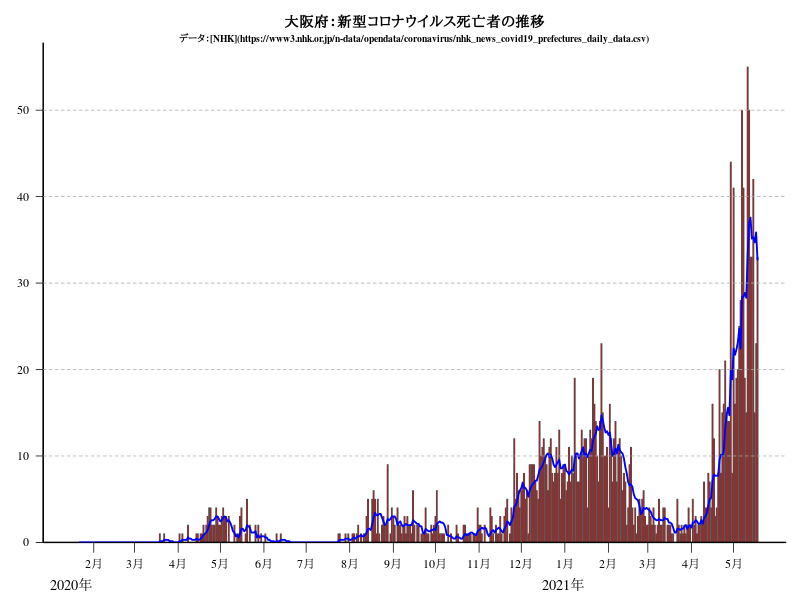 大阪府：新型コロナウイルス死亡者の推移
データ：[NHK](https://www3.nhk.or.jp/n-data/opendata/coronavirus/nhk_news_covid19_prefectures_daily_data.csv)
50
40
30
20
10
0
2月 3月 4月 5月 6月 7月 8月 9月 10月 11月 12月 1月 2月 3月 4月 5月
2020年 2021年